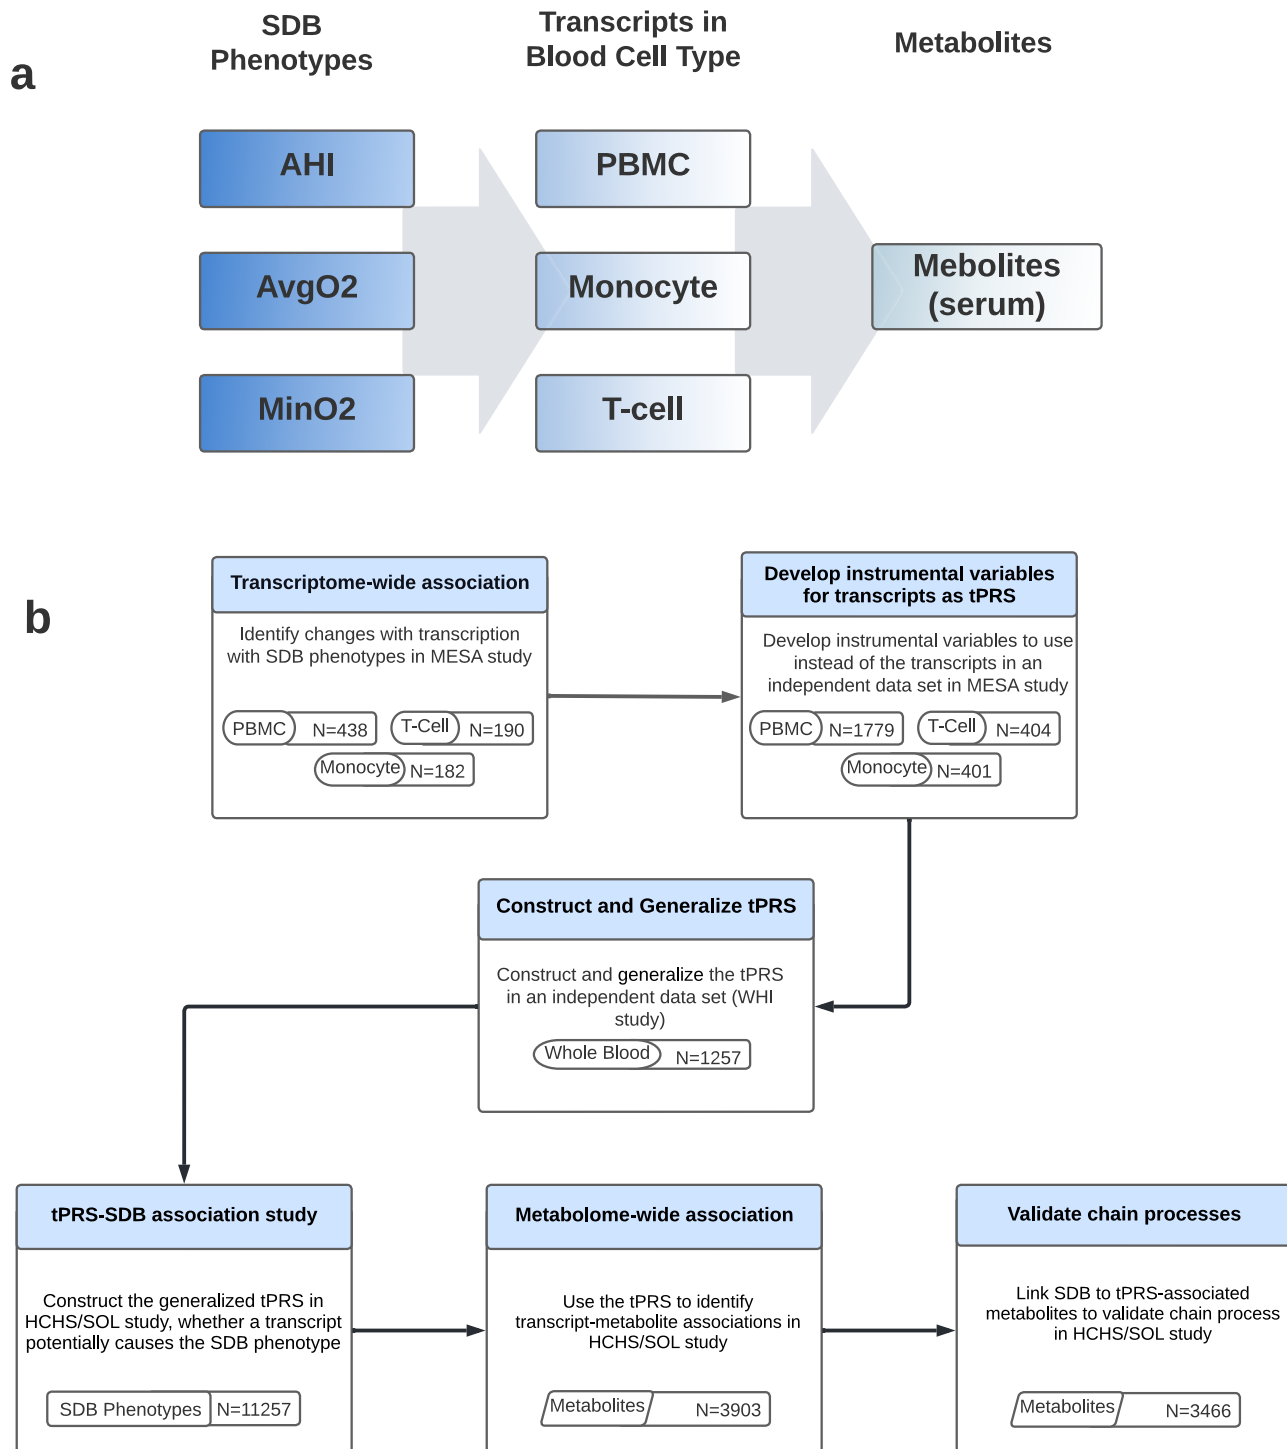 a
SDB
Phenotypes
Transcripts in
Blood Cell Type
Metabolites
AHI
PBMC
AvgO2
Monocyte
Mebolites
(serum)
MinO2
T-cell
b
Transcriptome-wide association
Identify changes with transcription
with SDB phenotypes in MESA study
PBMC N=438
T-Cell N=190
Monocyte N=182
Develop instrumental variables
for transcripts as tPRS
Develop instrumental variables to use
instead of the transcripts in an
independent data set in MESA study
PBMC N=1779
T-Cell N=404
Monocyte N=401
Construct and Generalize tPRS
Construct and generalize the tPRS
in an independent data set (WHI
study)
Whole Blood N=1257
tPRS-SDB association study
Construct the generalized tPRS in
HCHS/SOL study, whether a transcript
potentially causes the SDB phenotype
SDB Phenotypes N=11257
Metabolome-wide association
Use the tPRS to identify
transcript-metabolite associations in
HCHS/SOL study
Metabolites N=3903
Validate chain processes
Link SDB to tPRS-associated
metabolites to validate chain process
in HCHS/SOL study
Metabolites N=3466